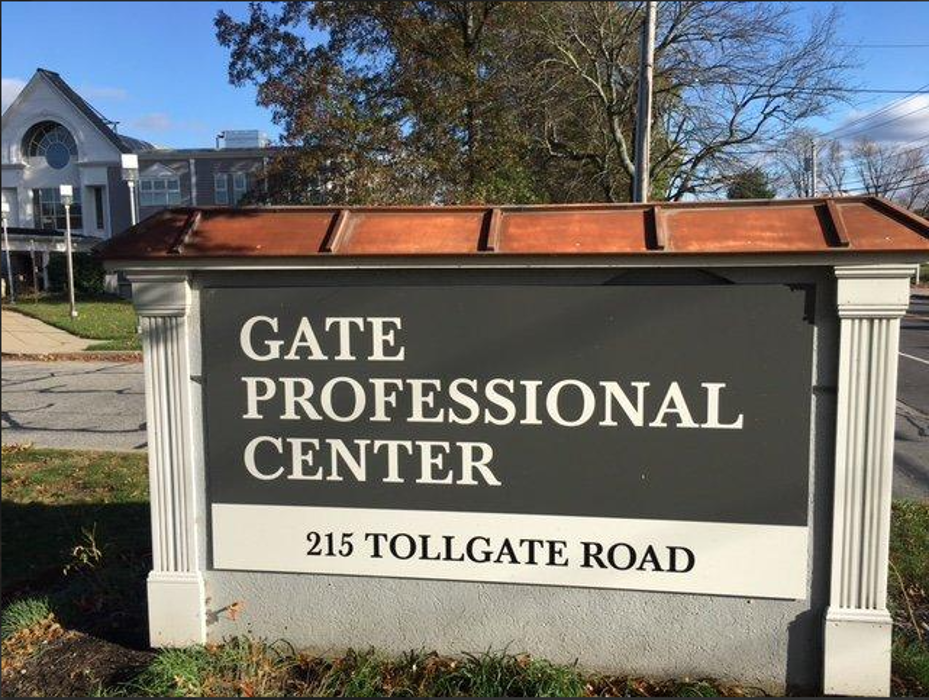 GATE
PROFESSIONAL
CENTER
215 TOLLGATE ROAD